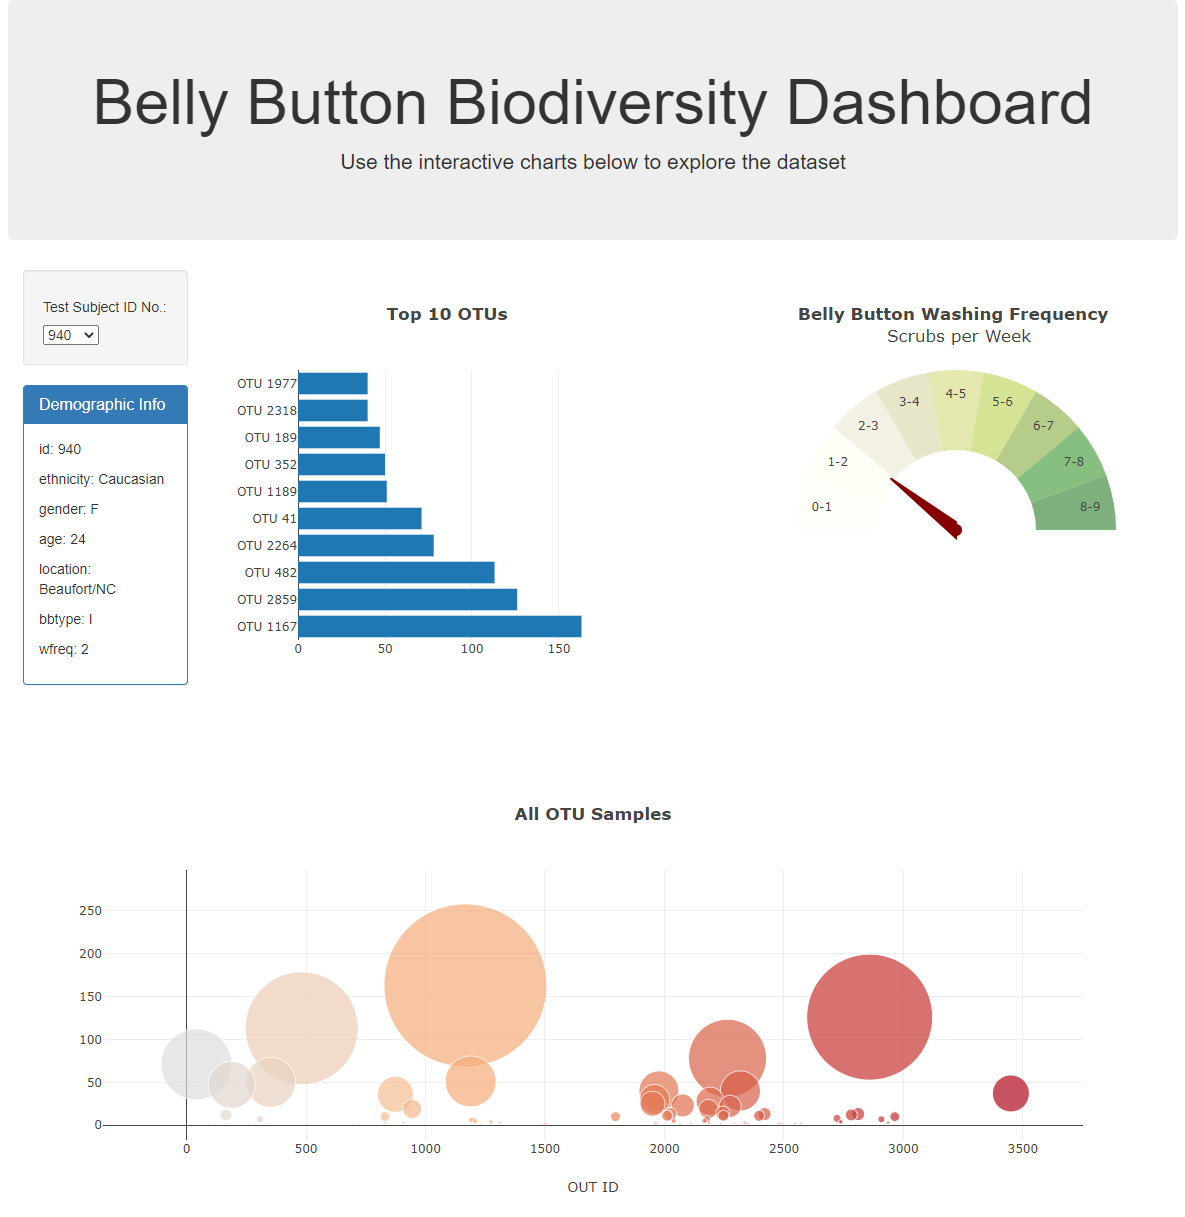 Belly Button Biodiversity Dashboard
Use the interactive charts below to explore the dataset
Test Subject ID No.:
940
Demographic Info
id: 940
ethnicity: Caucasian
gender: F
age: 24
location:
Beaufort/NC
bbtype: I
wfreq: 2
Top 10 OTUs
OTU 1977
OTU 2318
OTU 189
OTU 352
OTU 1189
OTU 41
OTU 2264
OTU 482
OTU 2859
OTU 1167
0 50 100 150
Belly Button Washing Frequency
Scrubs per Week
0-1
1-2
2-3
3-4
4-5
5-6
6-7
7-8
8-9
All OTU Samples
250
200
150
100
50
0
0 500 1000 1500 2000 2500 3000 3500
OUT ID